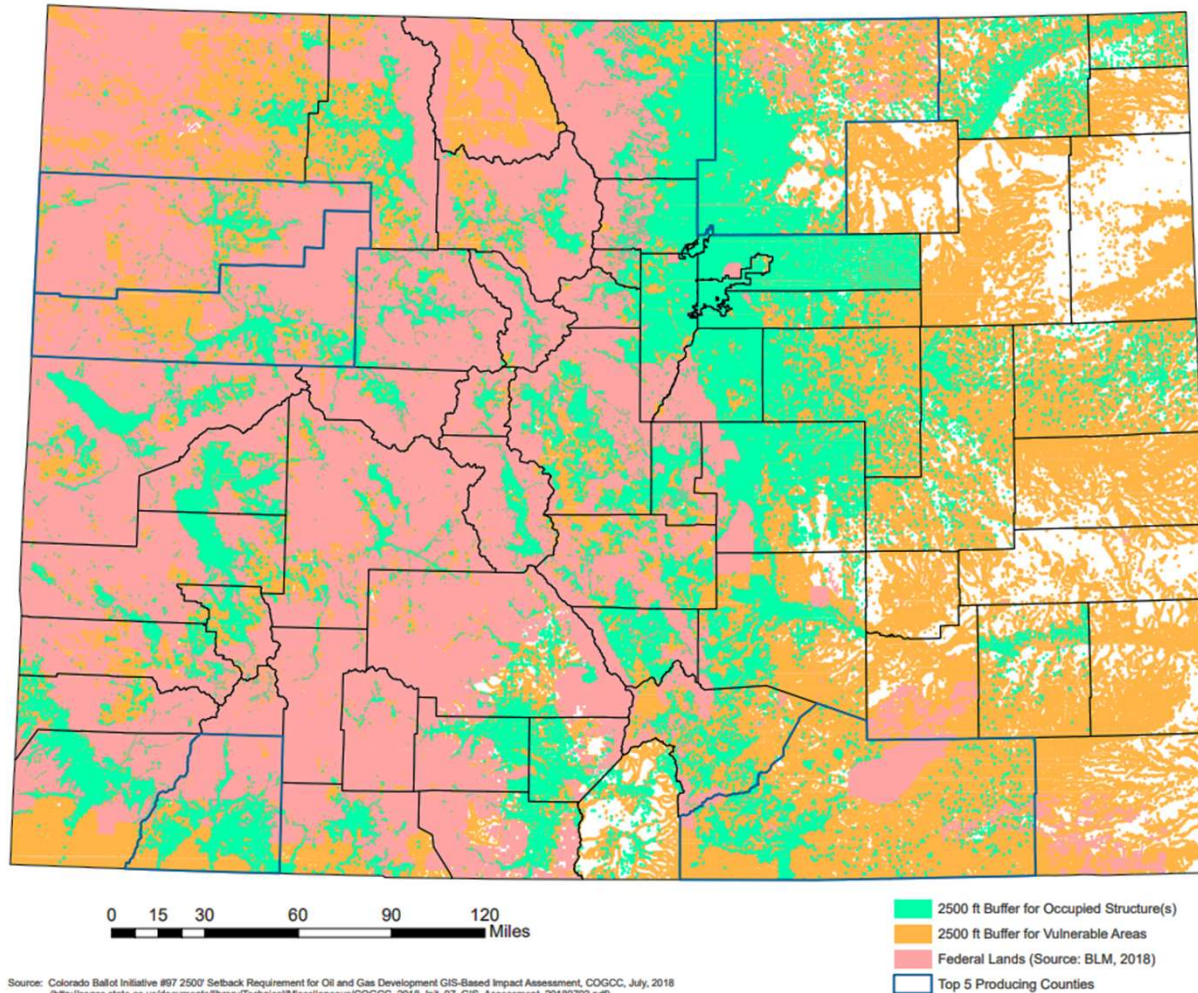 0 15 30 60 90 120
Miles
2500 ft Buffer for Occupied Structure(s)
2500 ft Buffer for Vulnerable Areas
Federal Lands (Source: BLM, 2018)
Top 5 Producing Counties
Source: Colorado Ballot Initiative #97 2500' Setback Requirement for Oil and Gas Development GIS-Based Impact Assessment, COGCC, July, 2018